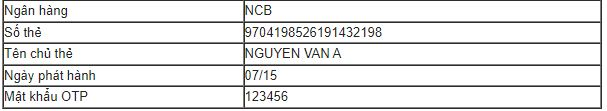 Ngân hàng NCB
Số thẻ 9704198526191432198
Tên chủ thẻ NGUYEN VAN A
Ngày phát hành 07/15
Mật khẩu OTP 123456